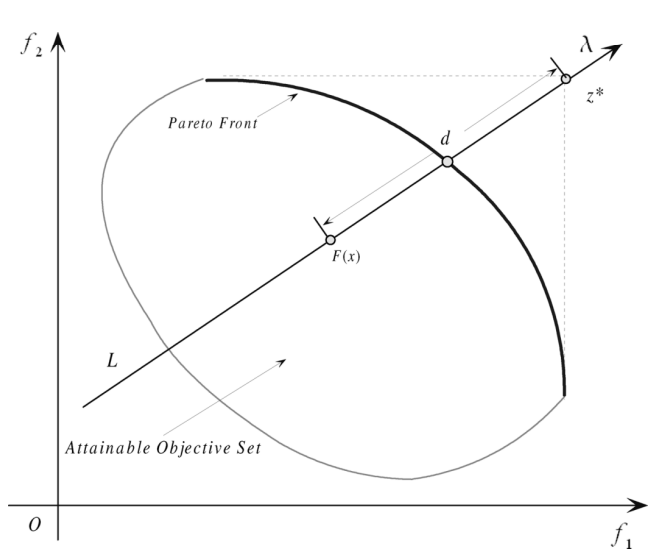 f₂
λ
z*
Pareto Front
d
F(x)
L
Attainable Objective Set
O
f₁